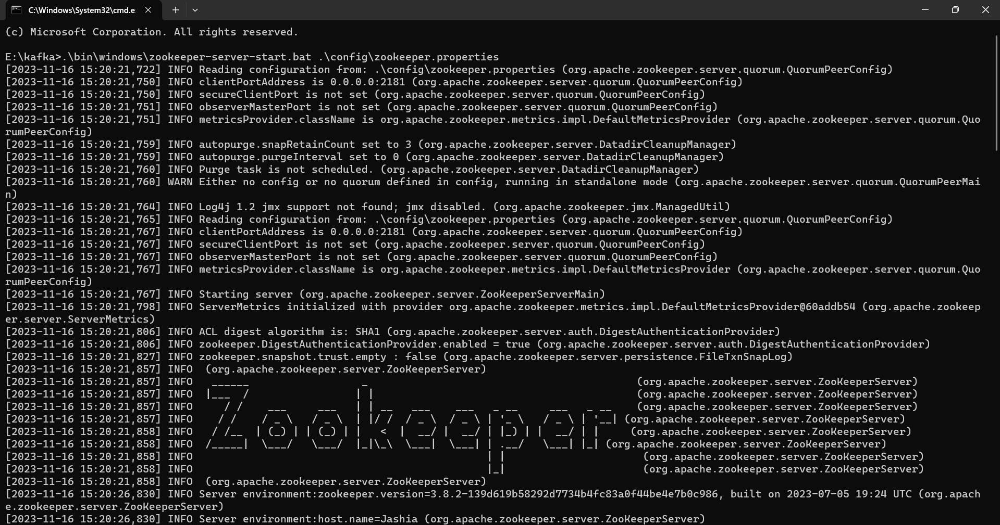 C:\Windows\System32\cmd.e
(c) Microsoft Corporation. All rights reserved.
E:\kafka>.\bin\windows\zookeeper-server-start.bat .\config\zookeeper.properties
[2023-11-16 15:20:21,722] INFO Reading configuration from: .\config\zookeeper.properties (org.apache.zookeeper.server.quorum.QuorumPeerConfig)
[2023-11-16 15:20:21,750] INFO clientPortAddress is 0.0.0.0:2181 (org.apache.zookeeper.server.quorum.QuorumPeerConfig)
[2023-11-16 15:20:21,750] INFO secureClientPort is not set (org.apache.zookeeper.server.quorum.QuorumPeerConfig)
[2023-11-16 15:20:21,751] INFO observerMasterPort is not set (org.apache.zookeeper.server.quorum.QuorumPeerConfig)
[2023-11-16 15:20:21,751] INFO metricsProvider.className is org.apache.zookeeper.metrics.impl.DefaultMetricsProvider (org.apache.zookeeper.server.quorum.Quo
rumPeerConfig)
[2023-11-16 15:20:21,759] INFO autopurge.snapRetainCount set to 3 (org.apache.zookeeper.server.DatadirCleanupManager)
[2023-11-16 15:20:21,759] INFO autopurge.purgeInterval set to 0 (org.apache.zookeeper.server.DatadirCleanupManager)
[2023-11-16 15:20:21,760] INFO Purge task is not scheduled. (org.apache.zookeeper.server.DatadirCleanupManager)
[2023-11-16 15:20:21,760] WARN Either no config or no quorum defined in config, running in standalone mode (org.apache.zookeeper.server.quorum.QuorumPeerMai
n)
[2023-11-16 15:20:21,764] INFO Log4j 1.2 jmx support not found; jmx disabled. (org.apache.zookeeper.jmx.ManagedUtil)
[2023-11-16 15:20:21,765] INFO Reading configuration from: .\config\zookeeper.properties (org.apache.zookeeper.server.quorum.QuorumPeerConfig)
[2023-11-16 15:20:21,767] INFO clientPortAddress is 0.0.0.0:2181 (org.apache.zookeeper.server.quorum.QuorumPeerConfig)
[2023-11-16 15:20:21,767] INFO secureClientPort is not set (org.apache.zookeeper.server.quorum.QuorumPeerConfig)
[2023-11-16 15:20:21,767] INFO observerMasterPort is not set (org.apache.zookeeper.server.quorum.QuorumPeerConfig)
[2023-11-16 15:20:21,767] INFO metricsProvider.className is org.apache.zookeeper.metrics.impl.DefaultMetricsProvider (org.apache.zookeeper.server.quorum.Quo
rumPeerConfig)
[2023-11-16 15:20:21,767] INFO Starting server (org.apache.zookeeper.server.ZooKeeperServerMain)
[2023-11-16 15:20:21,798] INFO ServerMetrics initialized with provider org.apache.zookeeper.metrics.impl.DefaultMetricsProvider@60addb54 (org.apache.zookeep
er.server.ServerMetrics)
[2023-11-16 15:20:21,806] INFO ACL digest algorithm is: SHA1 (org.apache.zookeeper.server.auth.DigestAuthenticationProvider)
[2023-11-16 15:20:21,806] INFO zookeeper.DigestAuthenticationProvider.enabled = true (org.apache.zookeeper.server.auth.DigestAuthenticationProvider)
[2023-11-16 15:20:21,827] INFO zookeeper.snapshot.trust.empty : false (org.apache.zookeeper.server.persistence.FileTxnSnapLog)
[2023-11-16 15:20:21,857] INFO  (org.apache.zookeeper.server.ZooKeeperServer)
[2023-11-16 15:20:21,857] INFO   ______                  _                                           (org.apache.zookeeper.server.ZooKeeperServer)
[2023-11-16 15:20:21,857] INFO  |___  /                 | |                                          (org.apache.zookeeper.server.ZooKeeperServer)
[2023-11-16 15:20:21,857] INFO     / /    ___     ___   | | __   ___    ___   _ __     ___   _ __    (org.apache.zookeeper.server.ZooKeeperServer)
[2023-11-16 15:20:21,857] INFO    / /    / _ \   / _ \  | |/ /  / _ \  / _ \ | '_ \   / _ \ | '__| (org.apache.zookeeper.server.ZooKeeperServer)
[2023-11-16 15:20:21,858] INFO   / /__  | (_) | | (_) | |   <  |  __/ |  __/ | |_) | |  __/ | |     (org.apache.zookeeper.server.ZooKeeperServer)
[2023-11-16 15:20:21,858] INFO  /_____|  \___/   \___/  |_|\_\  \___|  \___| | .__/   \___| |_| (org.apache.zookeeper.server.ZooKeeperServer)
[2023-11-16 15:20:21,858] INFO                                               | |                      (org.apache.zookeeper.server.ZooKeeperServer)
[2023-11-16 15:20:21,858] INFO                                               |_|                      (org.apache.zookeeper.server.ZooKeeperServer)
[2023-11-16 15:20:21,858] INFO  (org.apache.zookeeper.server.ZooKeeperServer)
[2023-11-16 15:20:26,830] INFO Server environment:zookeeper.version=3.8.2-139d619b58292d7734b4fc83a0f44be4e7b0c986, built on 2023-07-05 19:24 UTC (org.apach
e.zookeeper.server.ZooKeeperServer)
[2023-11-16 15:20:26,830] INFO Server environment:host.name=Jashia (org.apache.zookeeper.server.ZooKeeperServer)